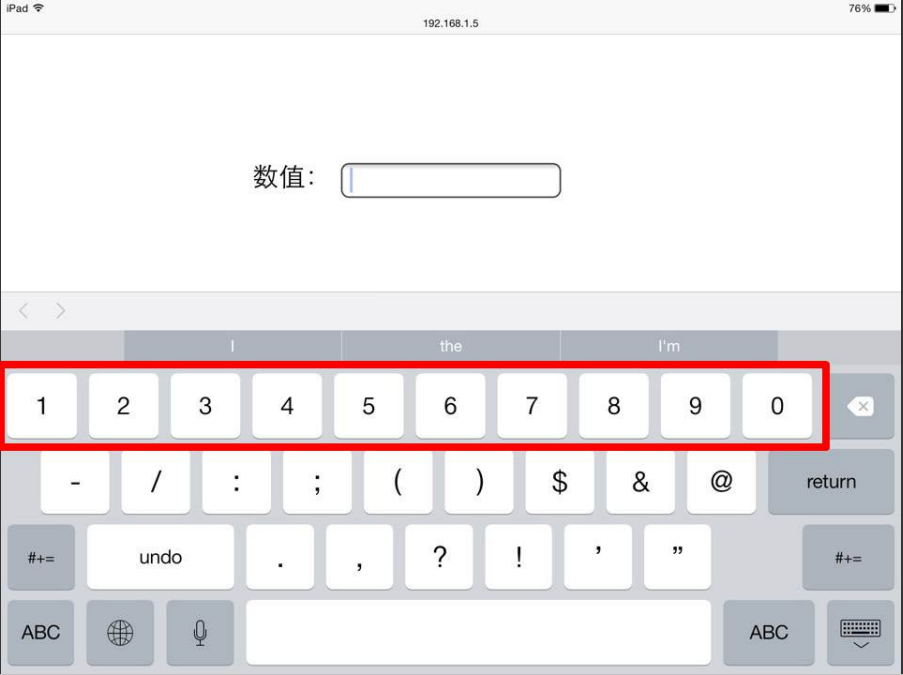 iPad 76%
192.168.1.5
数值：
I the I'm
1 2 3 4 5 6 7 8 9 0
- / : ; ( ) $ & @ return
#+= undo . , ? ! ’ ” #+=
ABC ABC